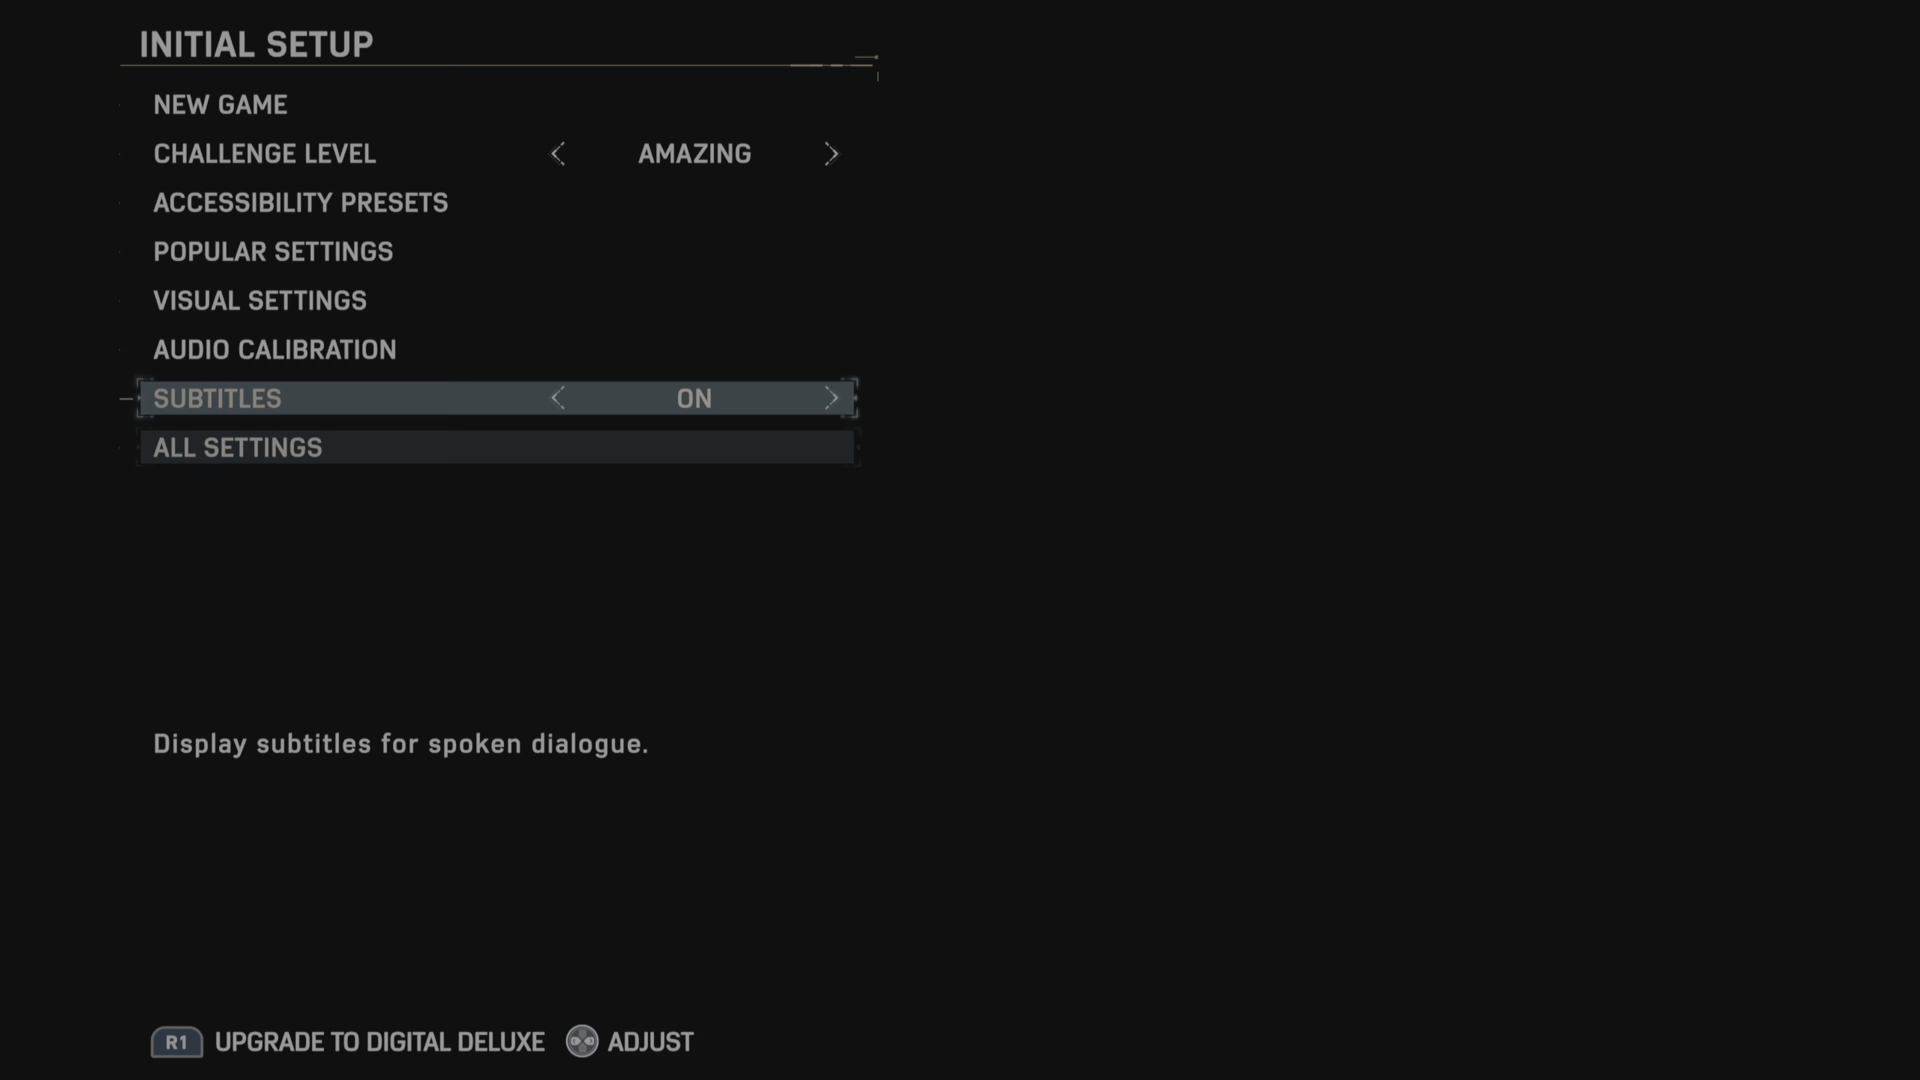 INITIAL SETUP
NEW GAME
CHALLENGE LEVEL AMAZING
ACCESSIBILITY PRESETS
POPULAR SETTINGS
VISUAL SETTINGS
AUDIO CALIBRATION
SUBTITLES ON
ALL SETTINGS
Display subtitles for spoken dialogue.
R1 UPGRADE TO DIGITAL DELUXE ADJUST